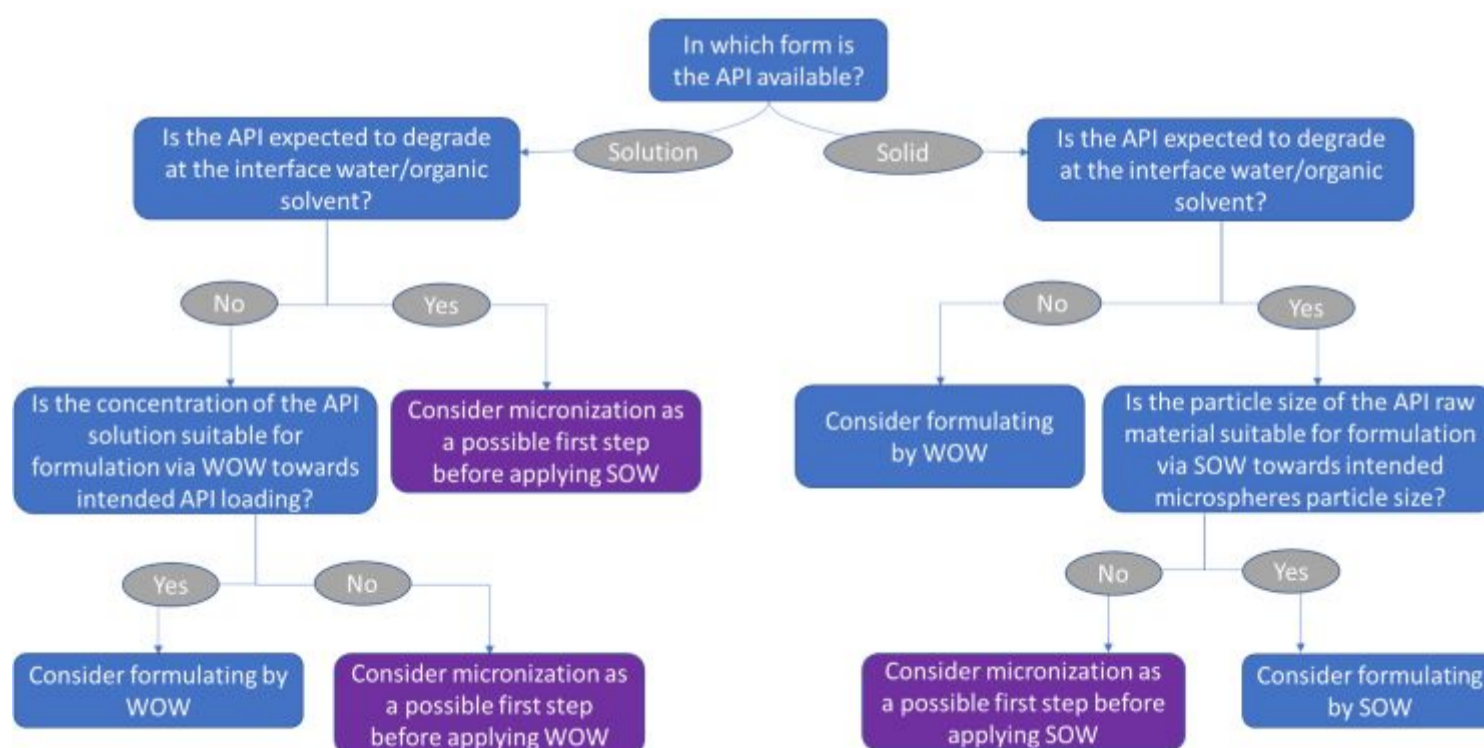 In which form is
the API available?
Solution
Solid
Is the API expected to degrade
at the interface water/organic
solvent?
Is the API expected to degrade
at the interface water/organic
solvent?
No
Yes
No
Yes
Is the concentration of the API
solution suitable for
formulation via WOW towards
intended API loading?
Consider micronization as
a possible first step
before applying SOW
Consider formulating
by WOW
Is the particle size of the API raw
material suitable for formulation
via SOW towards intended
microspheres particle size?
Yes
No
No
Yes
Consider formulating by
WOW
Consider micronization as
a possible first step
before applying WOW
Consider micronization as
a possible first step before
applying SOW
Consider formulating
by SOW